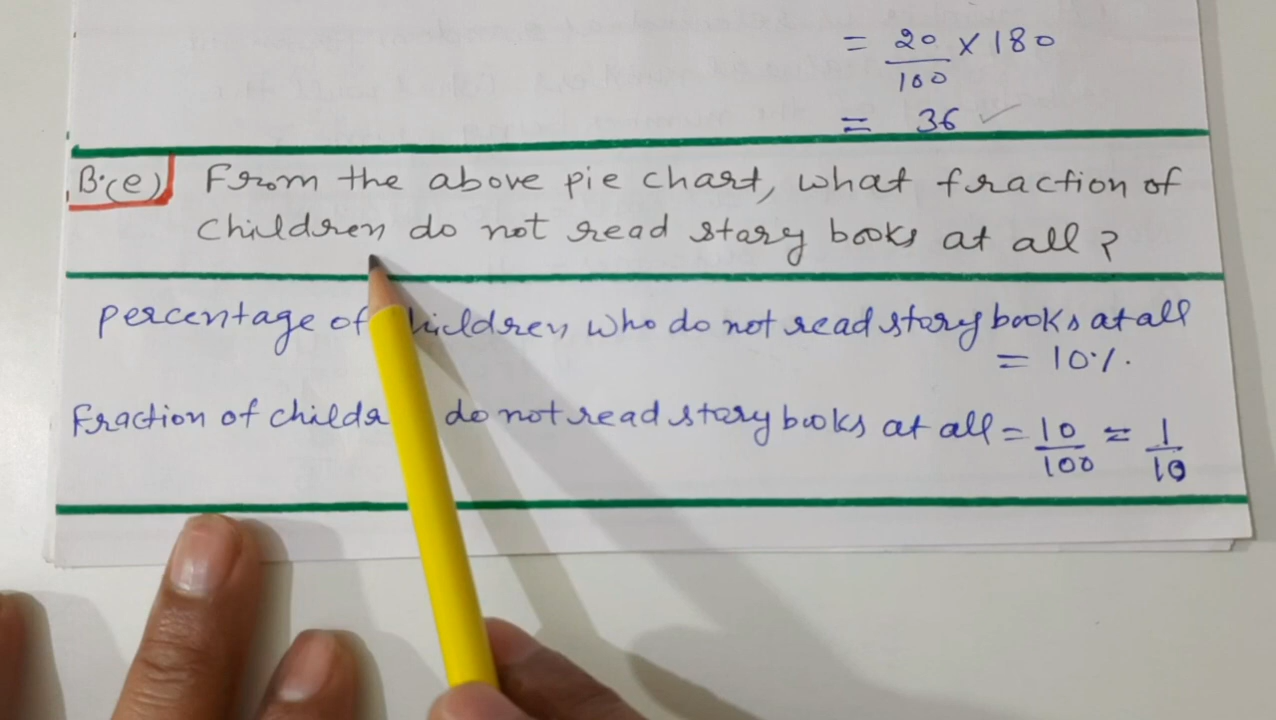 = 20/100 × 180
= 36 ✓
B.(e) From the above pie chart, what fraction of
children do not read story books at all ?
Percentage of children who do not read story books at all
= 10%.
Fraction of childr do not read story books at all = 10/100 = 1/10